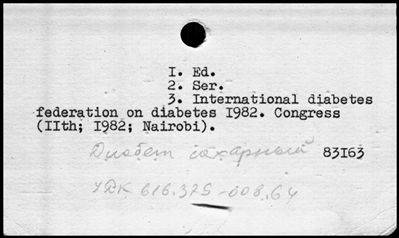 I. Ed.
2. Ser.
3. International diabetes
federation on diabetes I982. Congress
(IIth; I982; Nairobi).
Диабет сахарный 83I63
УДК 616.379-008.64